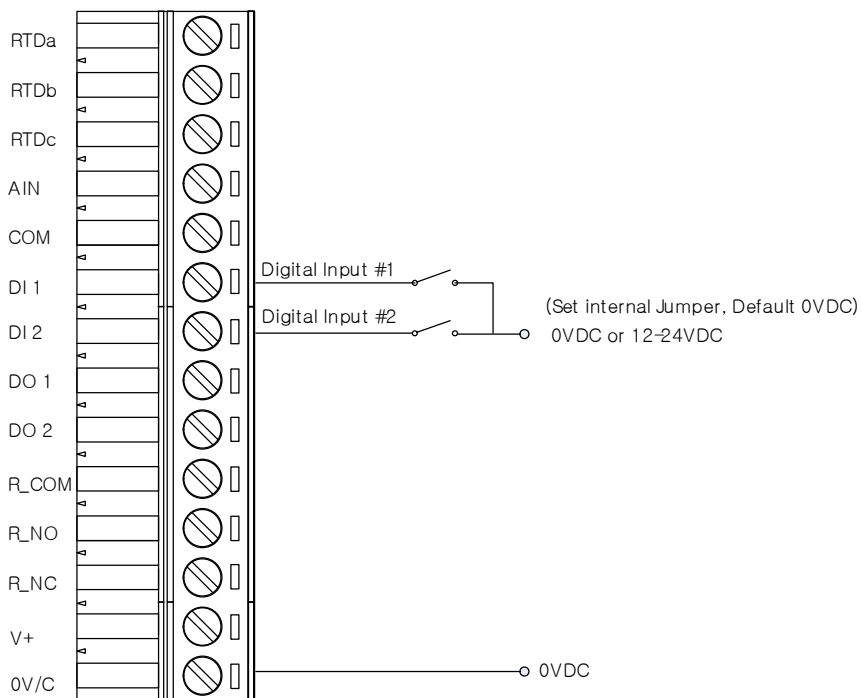 RTDa
RTDb
RTDc
AIN
COM
DI 1
Digital Input #1
DI 2
Digital Input #2
(Set internal Jumper, Default 0VDC)
0VDC or 12-24VDC
DO 1
DO 2
R_COM
R_NO
R_NC
V+
0V/C
0VDC